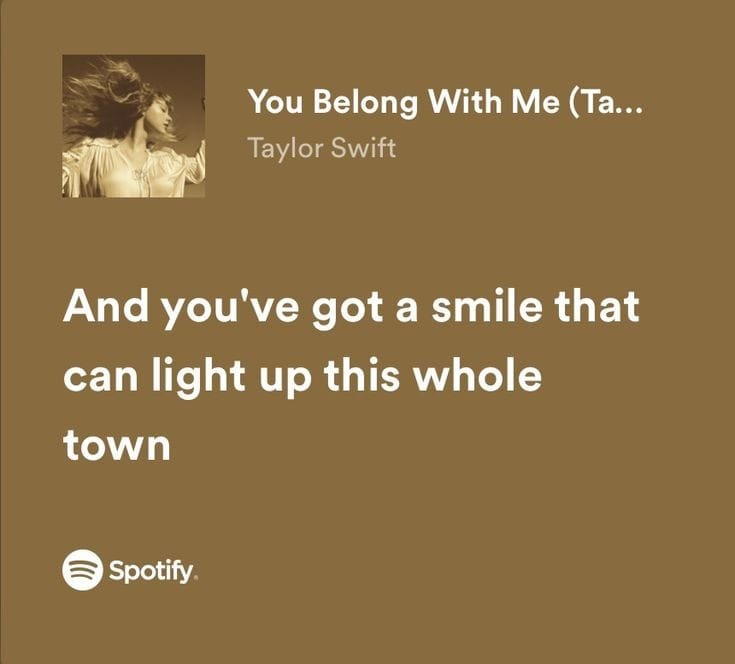 You Belong With Me (Ta...
Taylor Swift
And you've got a smile that
can light up this whole
town
Spotify